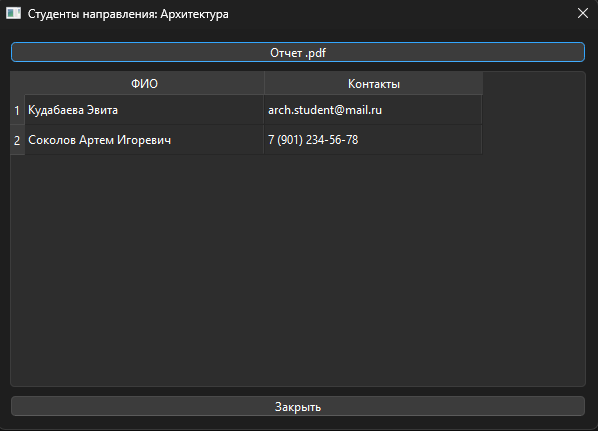 Студенты направления: Архитектура
Отчет .pdf
ФИО Контакты
1 Кудабаева Эвита arch.student@mail.ru
2 Соколов Артем Игоревич 7 (901) 234-56-78
Закрыть